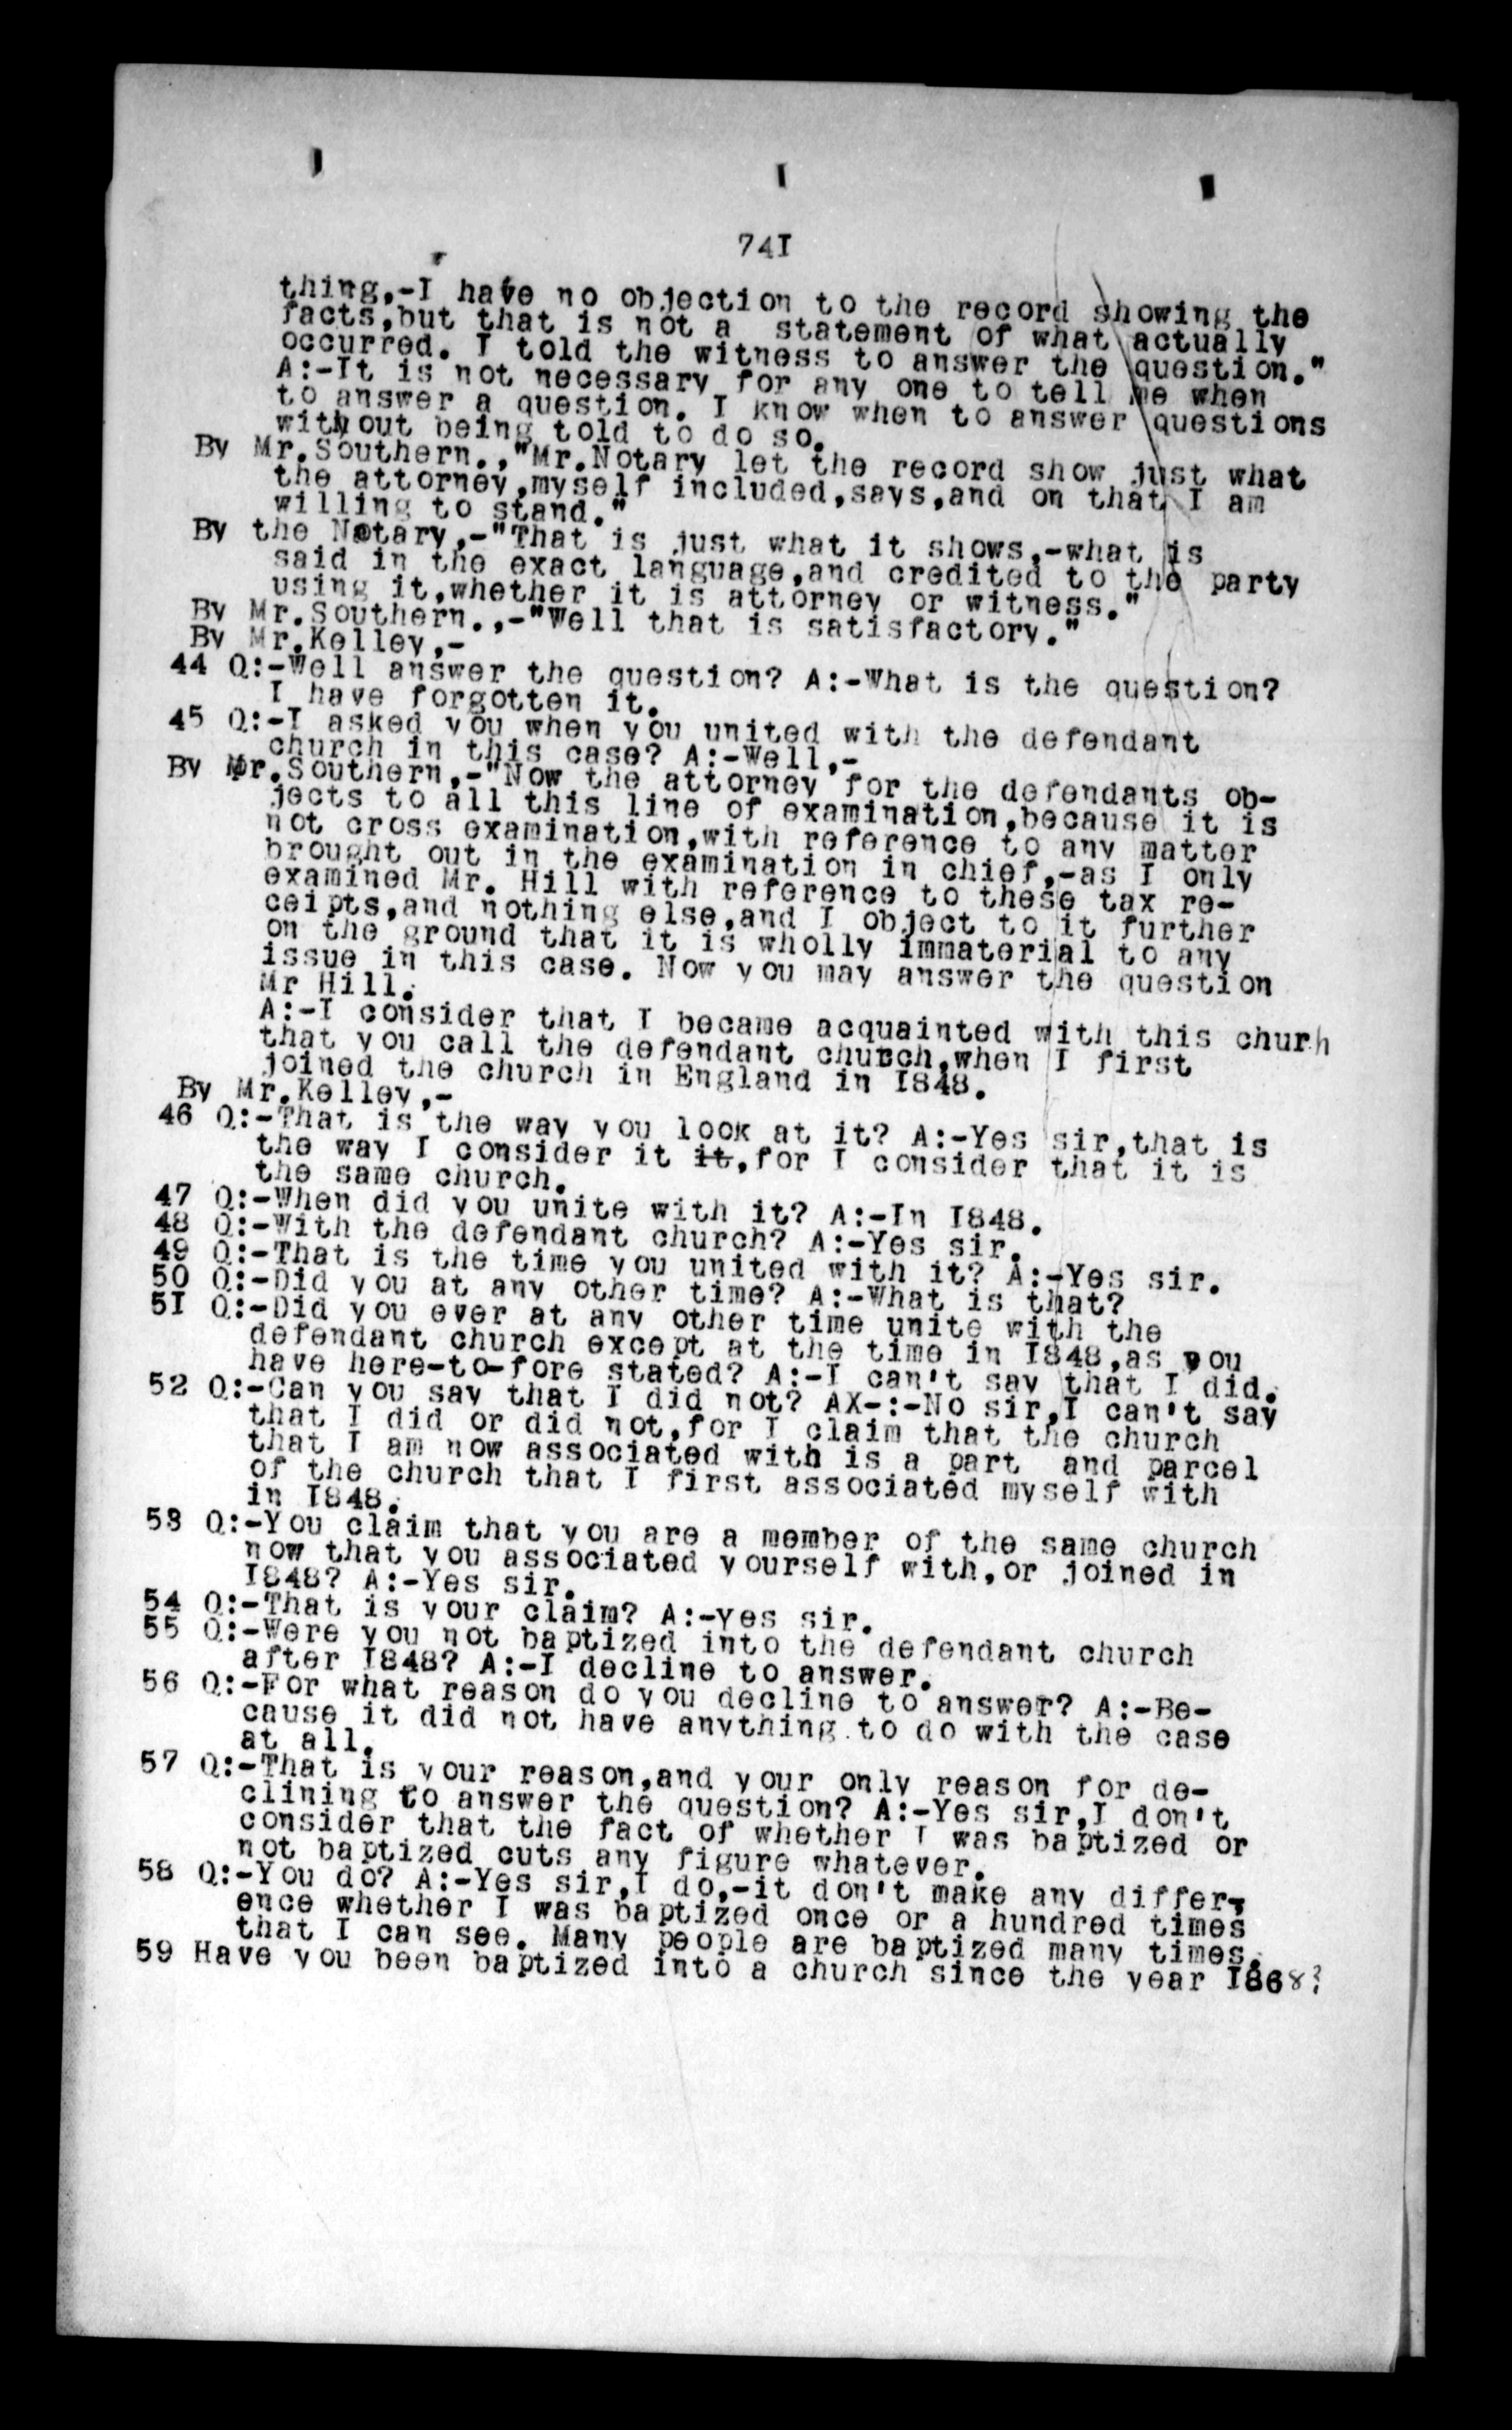 74I
thing,-I have no objection to the record showing the
facts,but that is not a statement of what actually
occurred. I told the witness to answer the question."
A:-It is not necessary for any one to tell me when
to answer a question. I know when to answer questions
without being told to do so.
By Mr.Southern.,"Mr.Notary let the record show just what
the attorney,myself included,says,and on that I am
willing to stand."
By the Notary,-"That is just what it shows,-what is
said in the exact language,and credited to the party
using it,whether it is attorney or witness."
By Mr.Southern.,-"Well that is satisfactory."
By Mr.Kelley,-
44 Q:-Well answer the question? A:-What is the question?
I have forgotten it.
45 Q:-I asked you when you united with the defendant
church in this case? A:-Well,-
By Mr.Southern,-"Now the attorney for the defendants ob-
jects to all this line of examination,because it is
not cross examination,with reference to any matter
brought out in the examination in chief,-as I only
examined Mr. Hill with reference to these tax re-
ceipts,and nothing else,and I object to it further
on the ground that it is wholly immaterial to any
issue in this case. Now you may answer the question
Mr Hill.
A:-I consider that I became acquainted with this churh
that you call the defendant church,when I first
joined the church in England in I848.
By Mr.Kelley,-
46 Q:-That is the way you look at it? A:-Yes sir,that is
the way I consider it it,for I consider that it is
the same church.
47 Q:-When did you unite with it? A:-In I848.
48 Q:-With the defendant church? A:-Yes sir.
49 Q:-That is the time you united with it? A:-Yes sir.
50 Q:-Did you at any other time? A:-What is that?
5I Q:-Did you ever at any other time unite with the
defendant church except at the time in I848,as you
have here-to-fore stated? A:-I can't say that I did.
52 Q:-Can you say that I did not? AX-:-No sir,I can't say
that I did or did not,for I claim that the church
that I am now associated with is a part and parcel
of the church that I first associated myself with
in I848.
53 Q:-You claim that you are a member of the same church
now that you associated yourself with,or joined in
I848? A:-Yes sir.
54 Q:-That is your claim? A:-Yes sir.
55 Q:-Were you not baptized into the defendant church
after I848? A:-I decline to answer.
56 Q:-For what reason do you decline to answer? A:-Be-
cause it did not have anything to do with the case
at all.
57 Q:-That is your reason,and your only reason for de-
clining to answer the question? A:-Yes sir,I don't
consider that the fact of whether I was baptized or
not baptized cuts any figure whatever.
58 Q:-You do? A:-Yes sir,I do,-it don't make any differ-
ence whether I was baptized once or a hundred times
that I can see. Many people are baptized many times.
59 Have you been baptized into a church since the year I868?